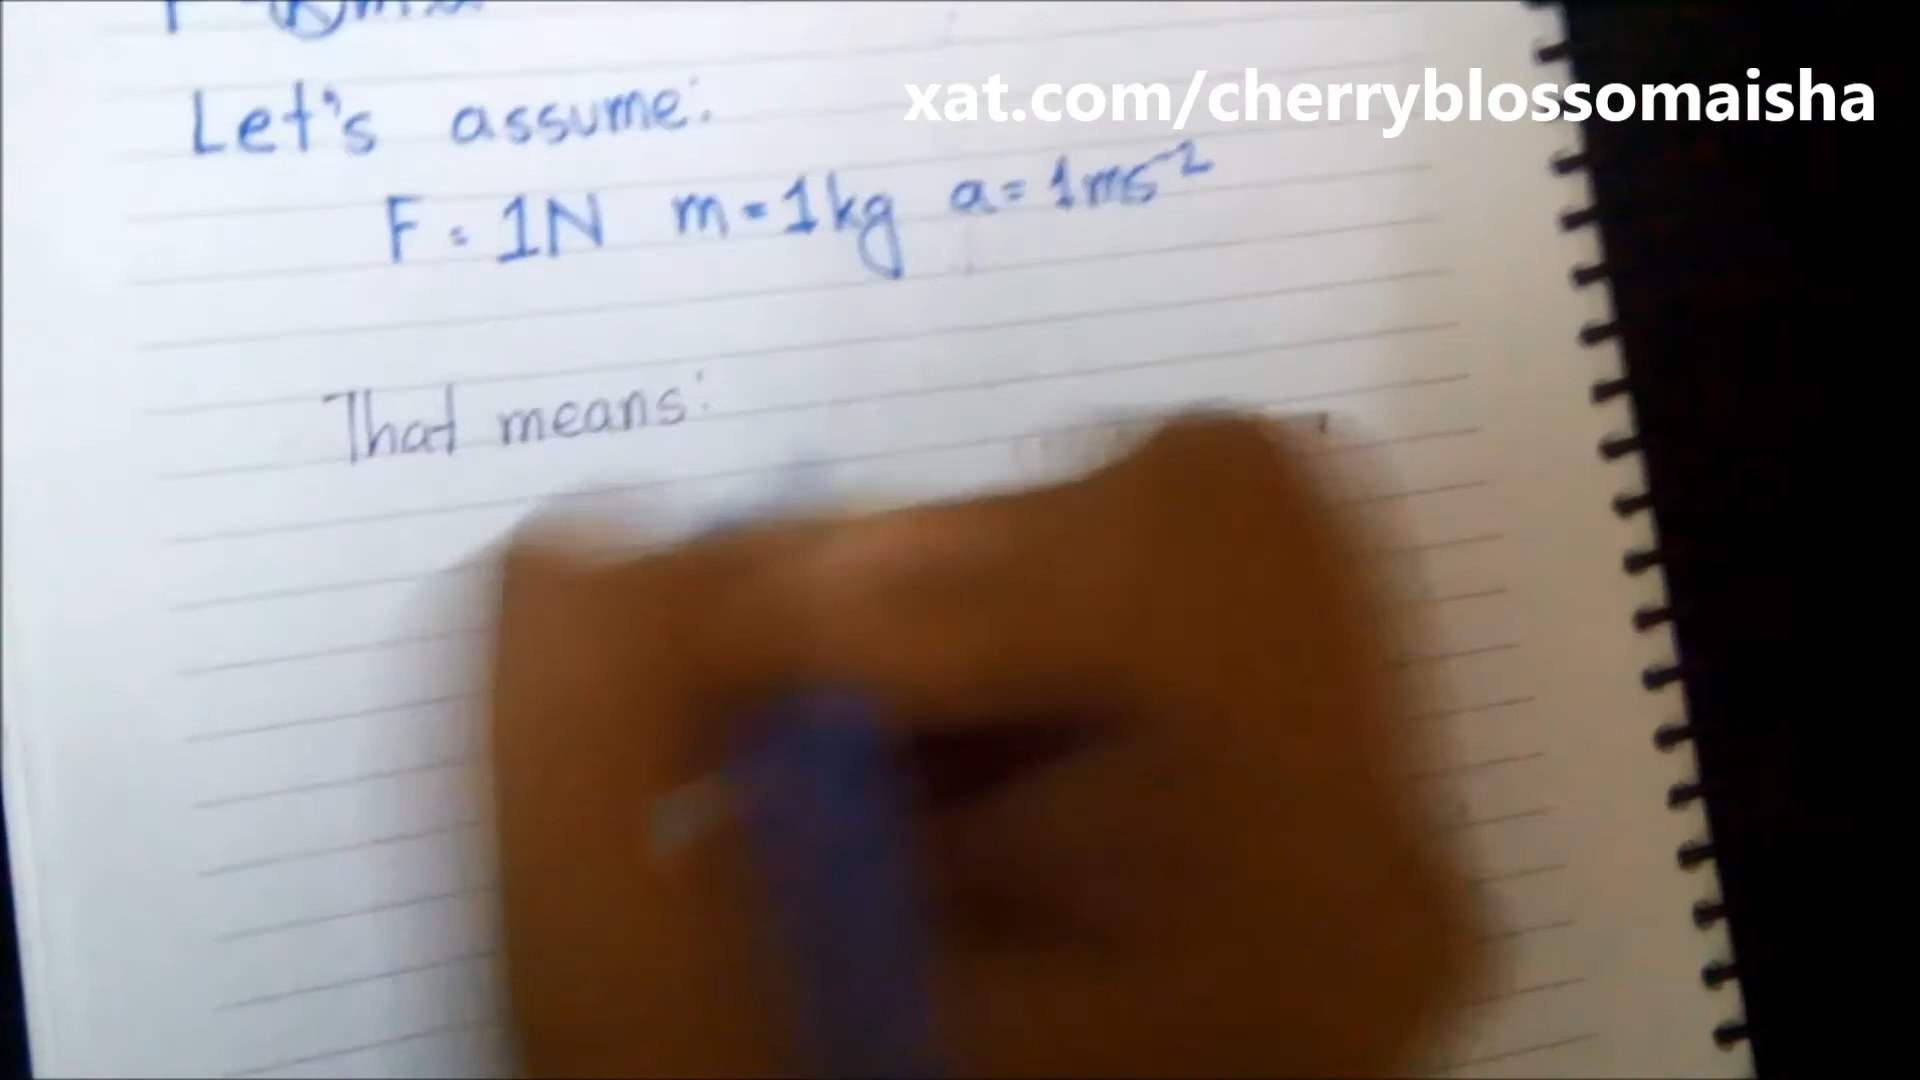 xat.com/cherryblossomaisha
Let's assume:
F = 1N m = 1kg a = 1ms⁻²
That means: